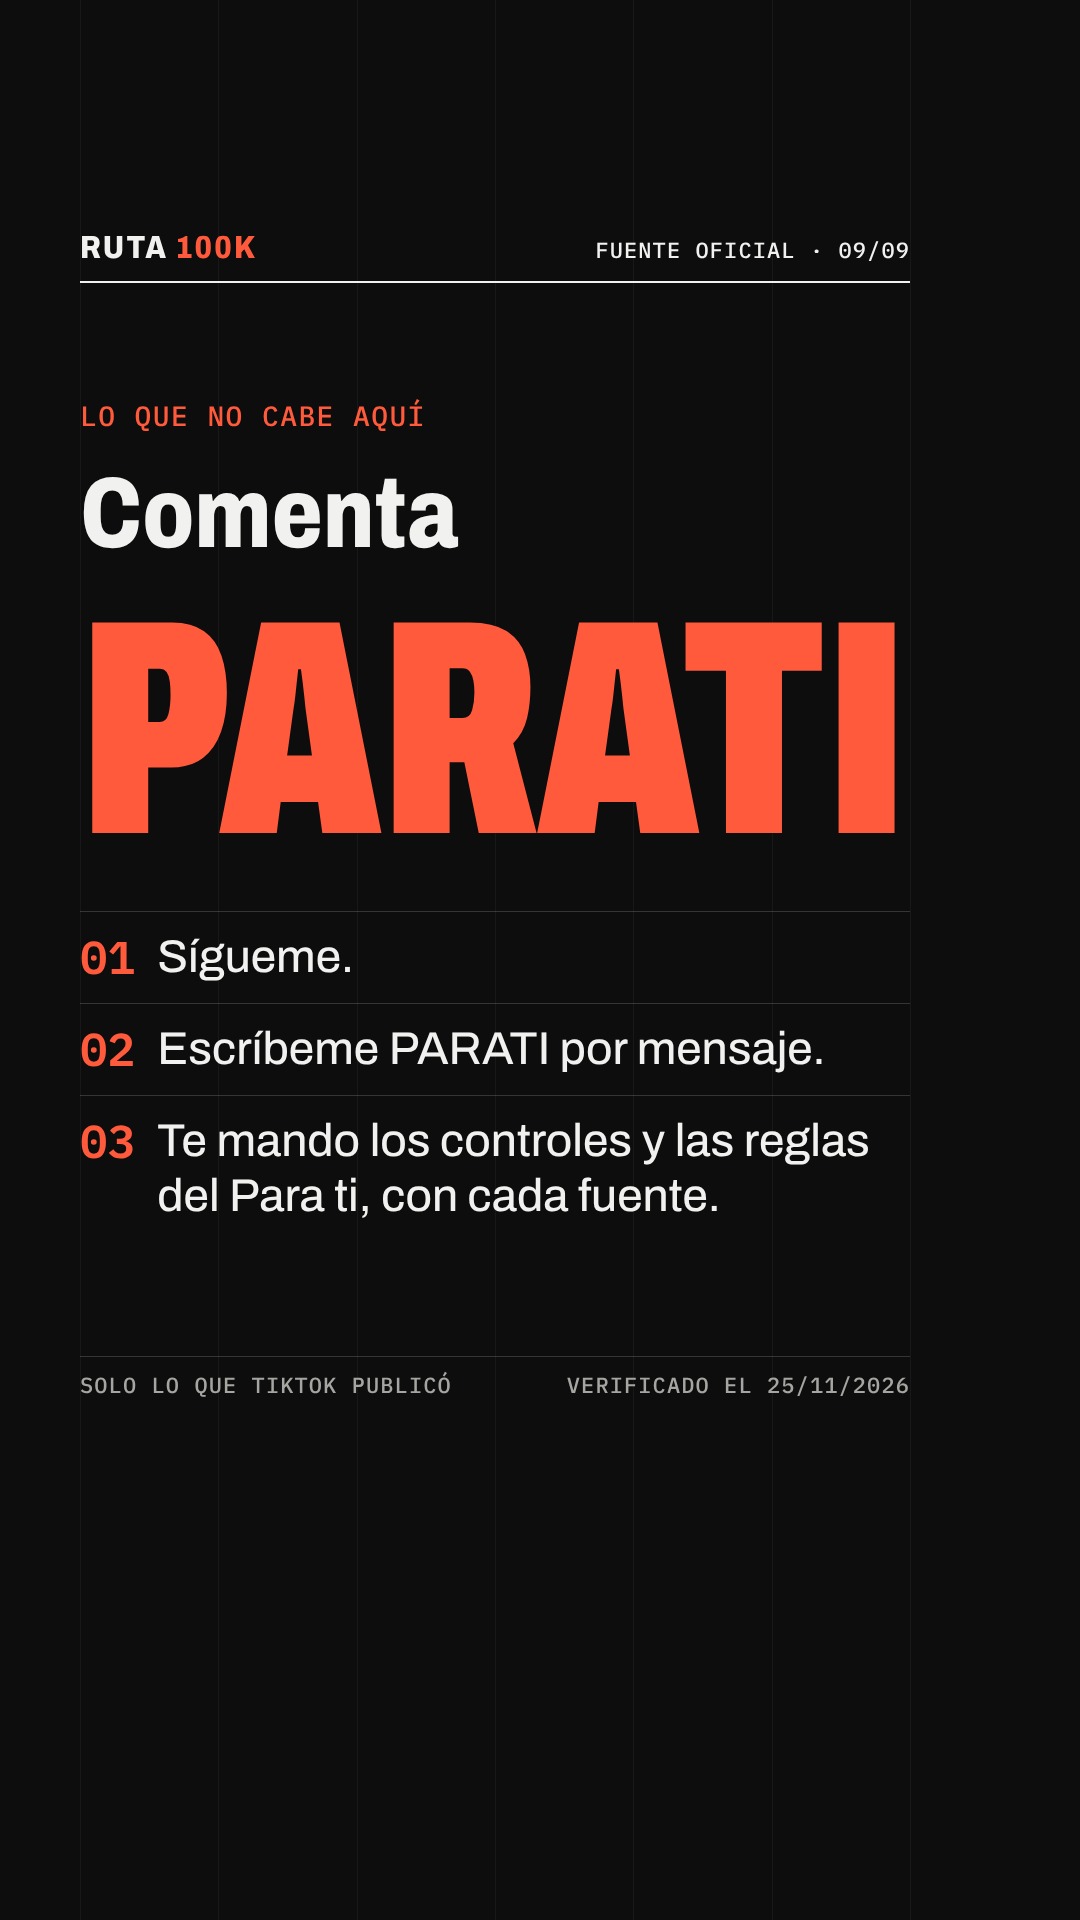 RUTA 100K
FUENTE OFICIAL · 09/09
LO QUE NO CABE AQUÍ
Comenta
PARATI
01 Sígueme.
02 Escríbeme PARATI por mensaje.
03 Te mando los controles y las reglas
del Para ti, con cada fuente.
SOLO LO QUE TIKTOK PUBLICÓ
VERIFICADO EL 25/11/2026